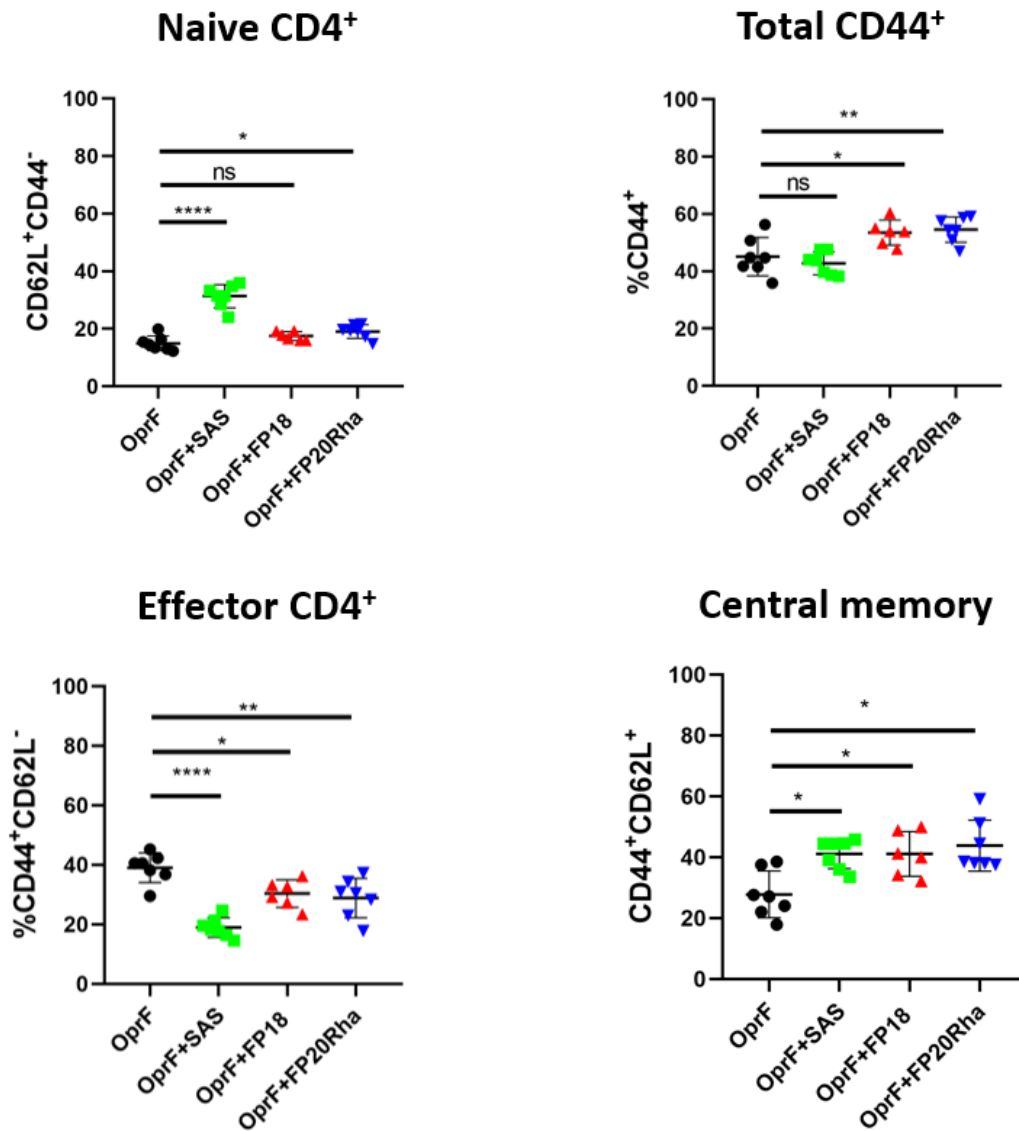 Naive CD4⁺
CD62L⁺CD44⁻
100
80
60
40
20
0
*
ns
****
OprF
OprF+SAS
OprF+FP18
OprF+FP20Rha
Total CD44⁺
%CD44⁺
100
80
60
40
20
0
**
*
ns
OprF
OprF+SAS
OprF+FP18
OprF+FP20Rha
Effector CD4⁺
%CD44⁺CD62L⁻
100
80
60
40
20
0
**
*
****
OprF
OprF+SAS
OprF+FP18
OprF+FP20Rha
Central memory
CD44⁺CD62L⁺
100
80
60
40
20
0
*
*
*
OprF
OprF+SAS
OprF+FP18
OprF+FP20Rha